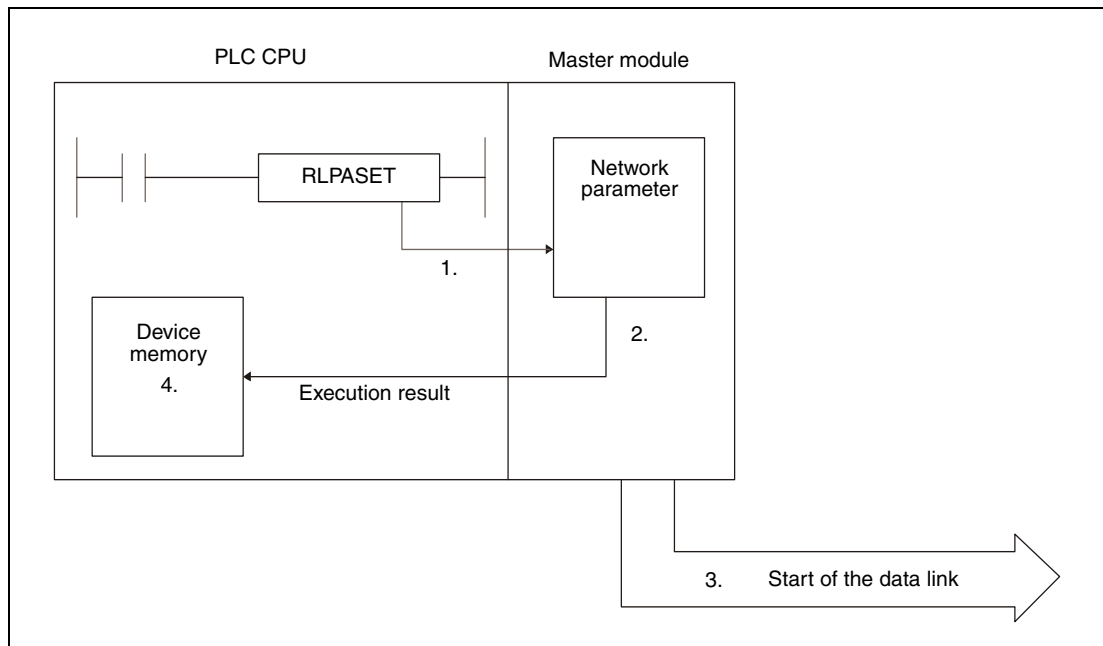 PLC CPU
Master module
RLPASET
Network
parameter
1.
2.
Device
memory
4.
Execution result
3.
Start of the data link